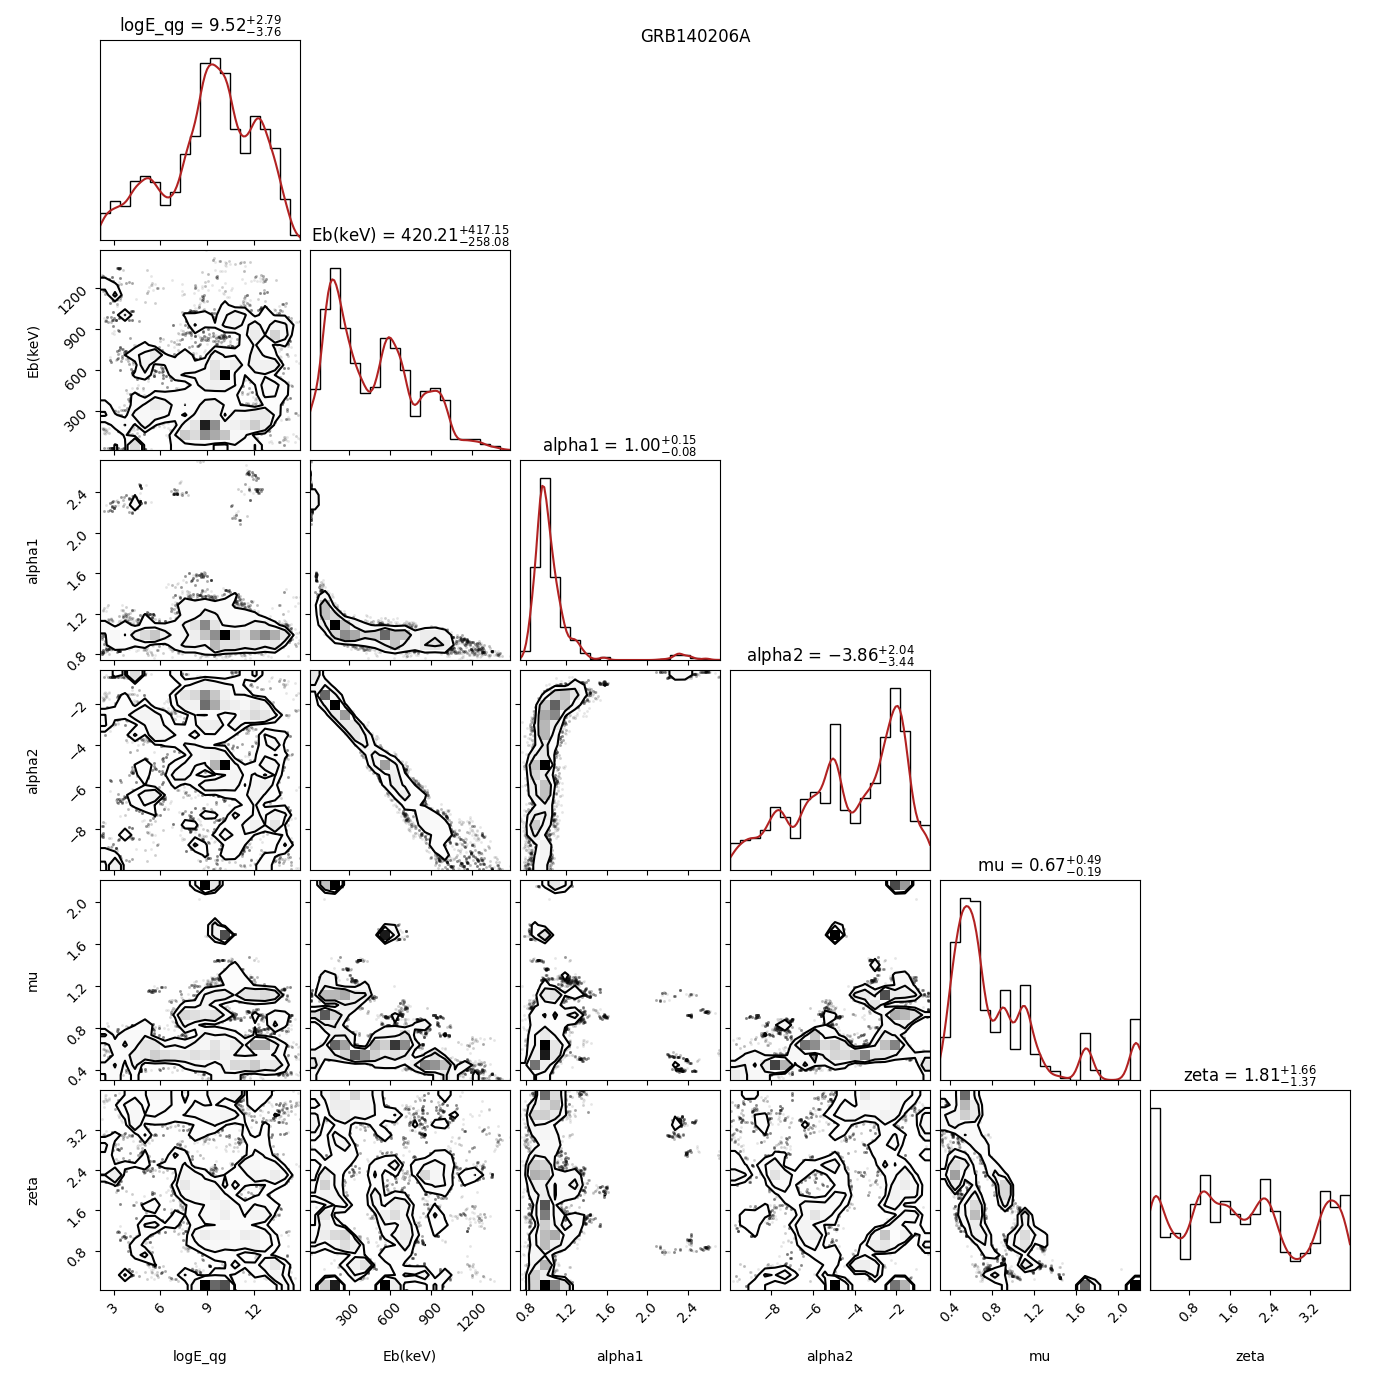 logE_qg = 9.52+2.79−3.76
GRB140206A
Eb(keV) = 420.21+417.15−258.08
Eb(keV)
1200
900
600
300
alpha1 = 1.00+0.15−0.08
alpha1
2.4
2.0
1.6
1.2
0.8
alpha2 = −3.86+2.04−3.44
alpha2
−2
−4
−6
−8
mu = 0.67+0.49−0.19
mu
2.0
1.6
1.2
0.8
0.4
zeta = 1.81+1.66−1.37
zeta
3.2
2.4
1.6
0.8
3 6 9 12 300 600 900 1200 0.8 1.2 1.6 2.0 2.4 −8 −6 −4 −2 0.4 0.8 1.2 1.6 2.0 0.8 1.6 2.4 3.2
logE_qg Eb(keV) alpha1 alpha2 mu zeta